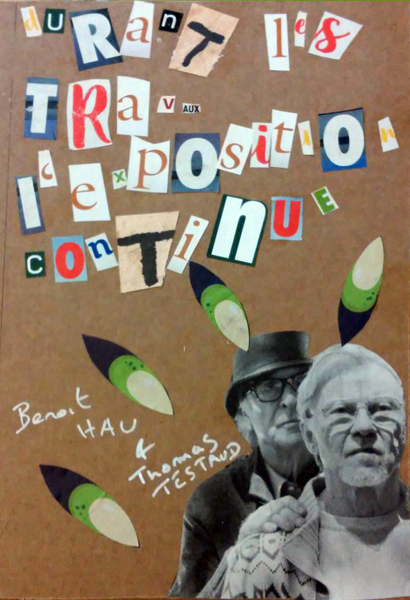 DURANT les
TRavAUX
l'exposition
continue
Benoit
HAU
& Thomas
TESTAUD